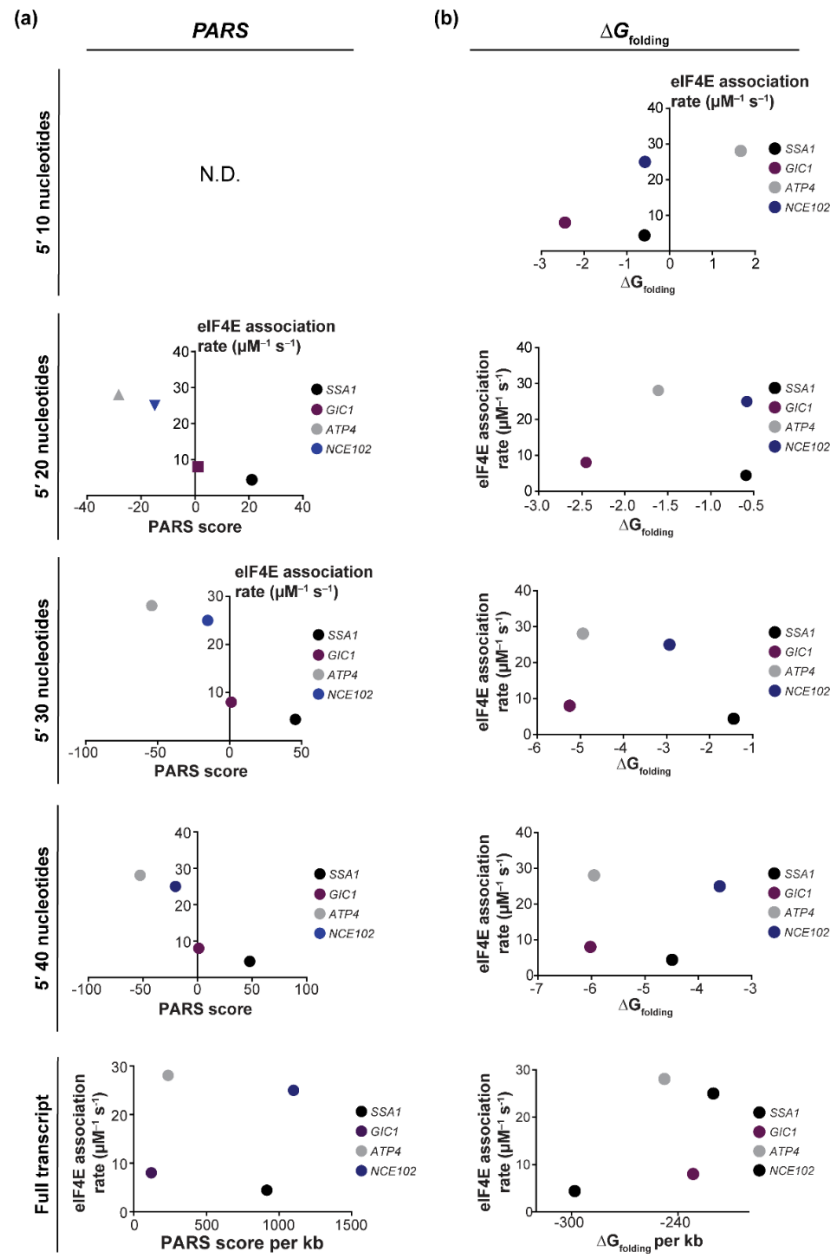 (a)
(b)
PARS
ΔGfolding
5′ 10 nucleotides
N.D.
eIF4E association
rate (μM⁻¹ s⁻¹)
40
30
20
10
-3 -2 -1 0 1 2
ΔGfolding
SSA1
GIC1
ATP4
NCE102
5′ 20 nucleotides
eIF4E association
rate (μM⁻¹ s⁻¹)
40
30
20
10
-40 -20 0 20 40
PARS score
SSA1
GIC1
ATP4
NCE102
eIF4E association
rate (μM⁻¹ s⁻¹)
40
30
20
10
0
-3.0 -2.5 -2.0 -1.5 -1.0 -0.5
ΔGfolding
SSA1
GIC1
ATP4
NCE102
5′ 30 nucleotides
eIF4E association
rate (μM⁻¹ s⁻¹)
30
20
10
-100 -50 0 50
PARS score
SSA1
GIC1
ATP4
NCE102
eIF4E association
rate (μM⁻¹ s⁻¹)
40
30
20
10
0
-6 -5 -4 -3 -2 -1
ΔGfolding
SSA1
GIC1
ATP4
NCE102
5′ 40 nucleotides
40
30
20
10
-100 -50 0 50 100
PARS score
SSA1
GIC1
ATP4
NCE102
eIF4E association
rate (μM⁻¹ s⁻¹)
40
30
20
10
0
-7 -6 -5 -4 -3
ΔGfolding
SSA1
GIC1
ATP4
NCE102
Full transcript
eIF4E association
rate (μM⁻¹ s⁻¹)
30
20
10
0
0 500 1000 1500
PARS score per kb
SSA1
GIC1
ATP4
NCE102
eIF4E association
rate (μM⁻¹ s⁻¹)
30
20
10
0
-300 -240
ΔGfolding per kb
SSA1
GIC1
ATP4
NCE102